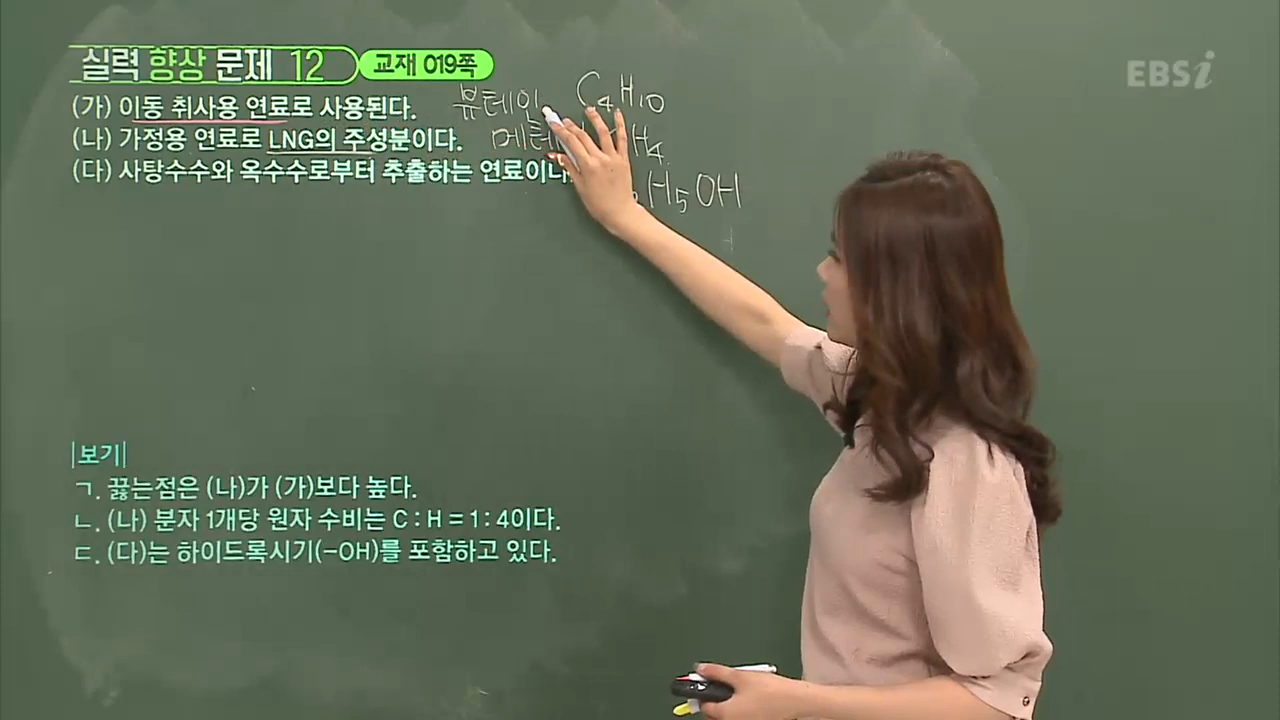 실력 향상 문제 12 교재 019쪽
EBSi
(가) 이동 취사용 연료로 사용된다. 뷰테인 C4H10
(나) 가정용 연료로 LNG의 주성분이다. H4
(다) 사탕수수와 옥수수로부터 추출하는 연료이다. H5OH
|보기|
ㄱ. 끓는점은 (나)가 (가)보다 높다.
ㄴ. (나) 분자 1개당 원자 수비는 C : H = 1 : 4이다.
ㄷ. (다)는 하이드록시기(-OH)를 포함하고 있다.